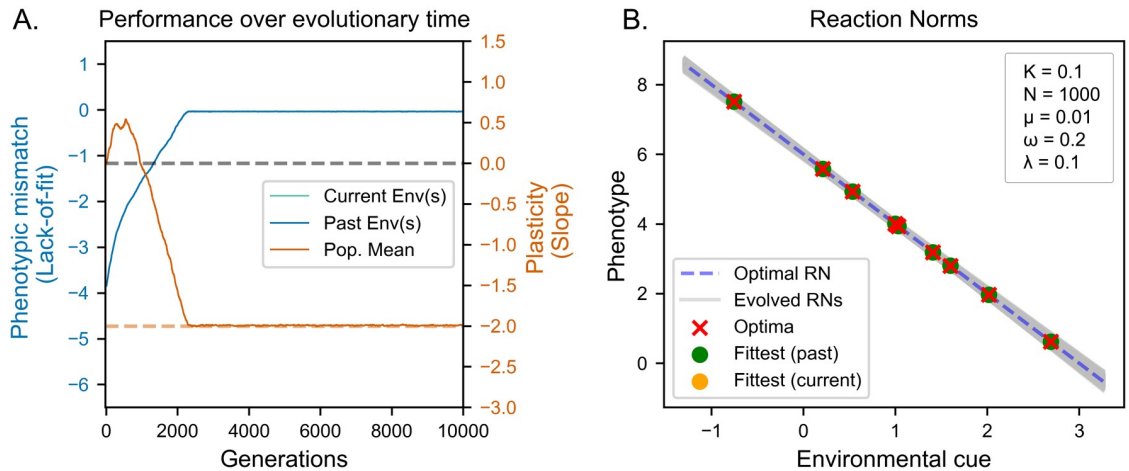 A.
Performance over evolutionary time
Phenotypic mismatch
(Lack-of-fit)
1
0
−1
−2
−3
−4
−5
−6
1.5
1.0
0.5
0.0
−0.5
−1.0
−1.5
−2.0
−2.5
−3.0
Plasticity
(Slope)
Current Env(s)
Past Env(s)
Pop. Mean
0
2000
4000
6000
8000
10000
Generations
B.
Reaction Norms
Phenotype
8
6
4
2
0
K = 0.1
N = 1000
μ = 0.01
ω = 0.2
λ = 0.1
Optimal RN
Evolved RNs
Optima
Fittest (past)
Fittest (current)
−1
0
1
2
3
Environmental cue